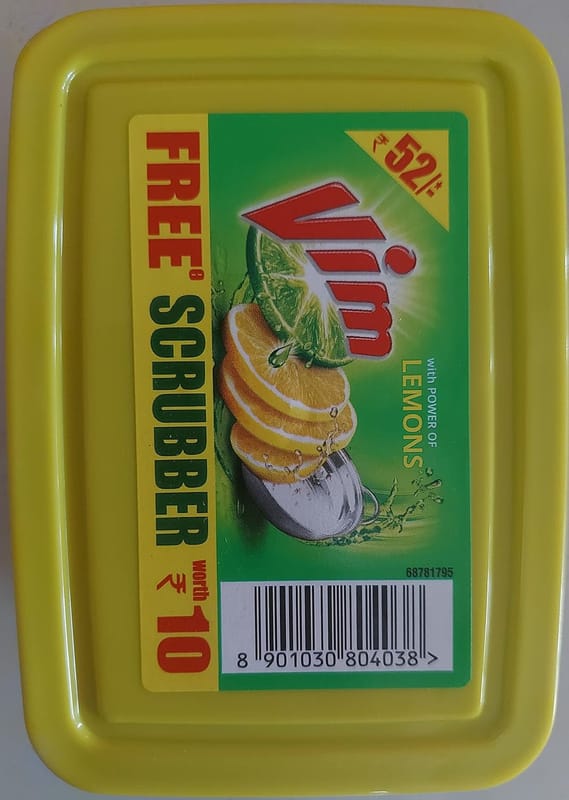 ₹52/-
Vim
with POWER OF
LEMONS
FREE@ SCRUBBER worth ₹10
68781795
8 901030 804038 >